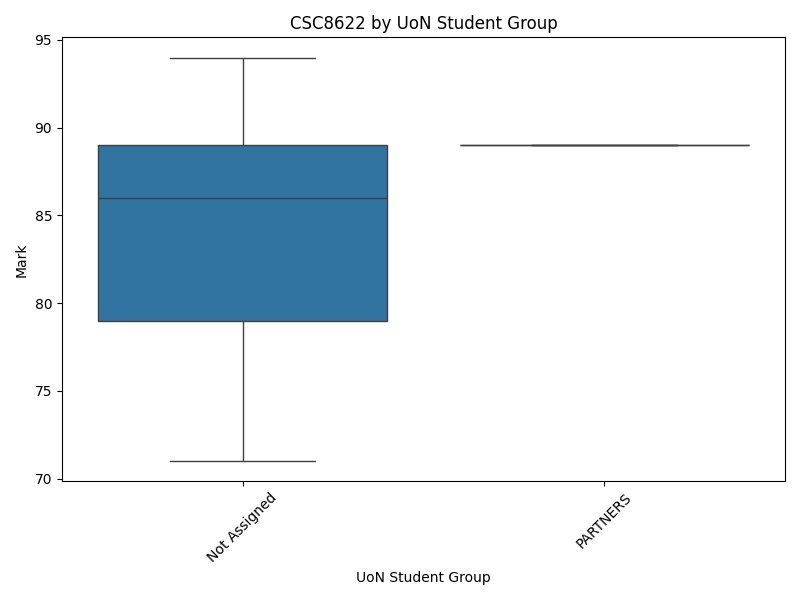 CSC8622 by UoN Student Group
95
90
85
80
75
70
Mark
Not Assigned
PARTNERS
UoN Student Group